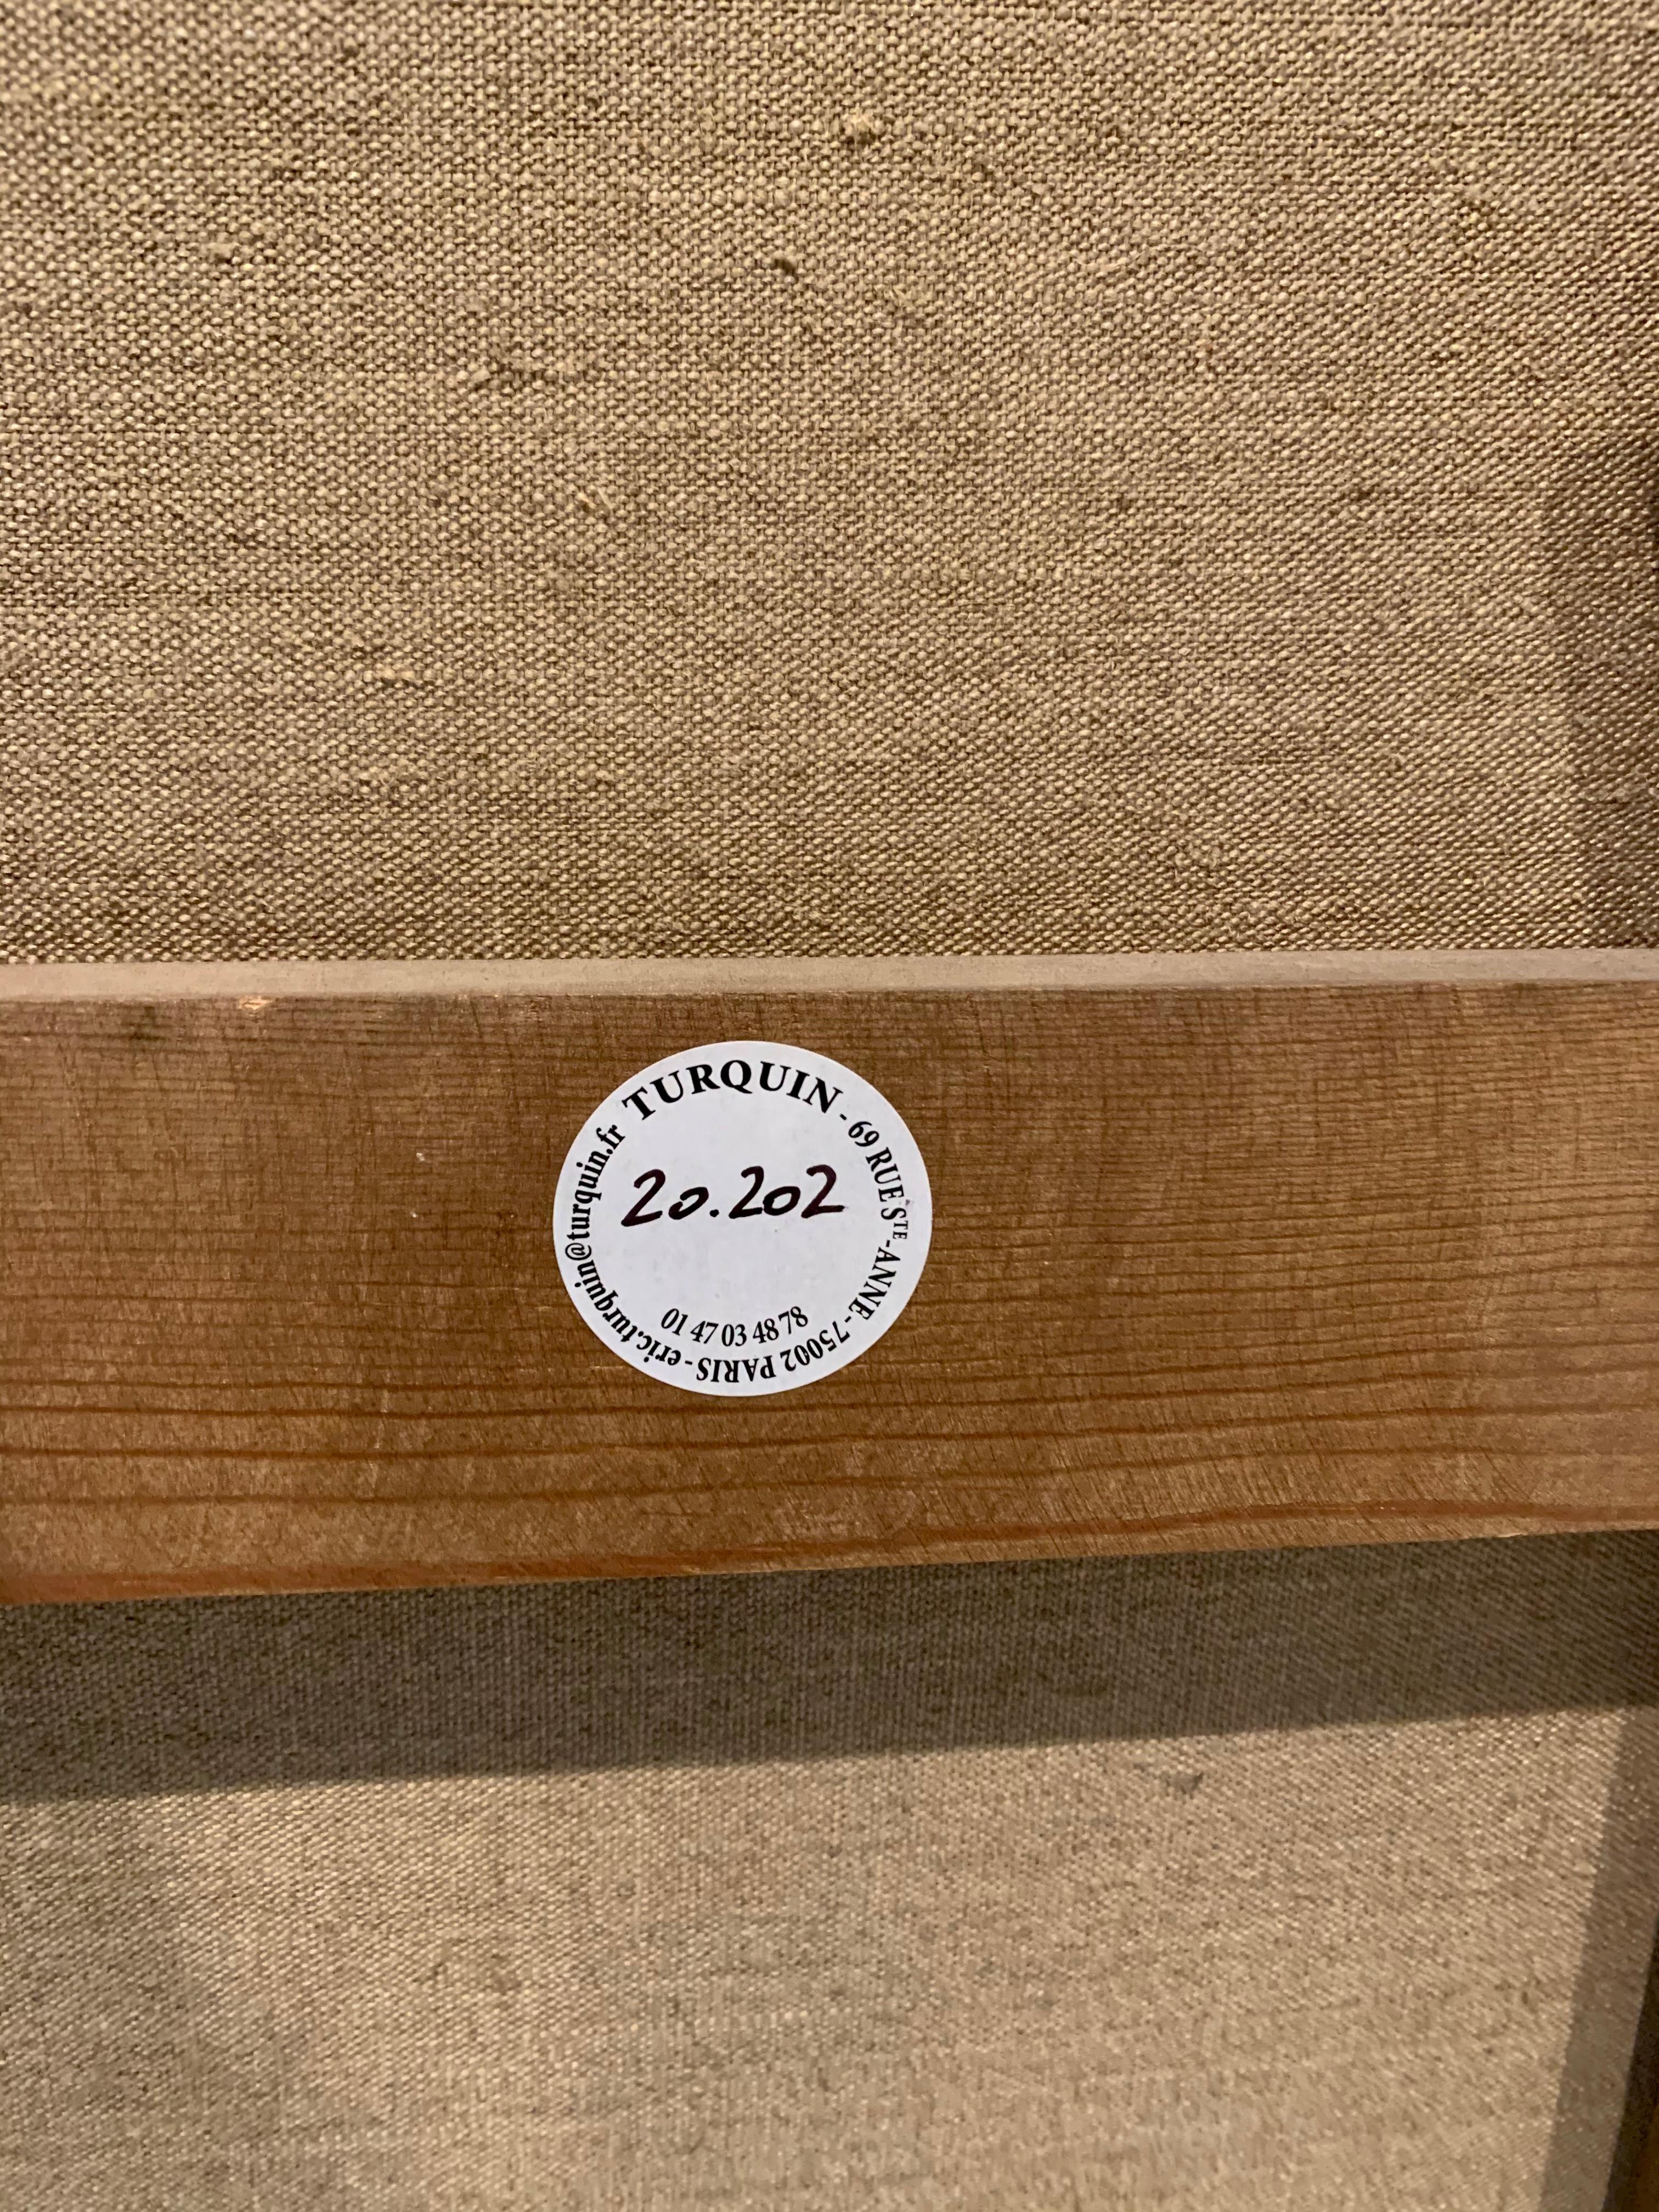 TURQUIN - 69 RUE STE-ANNE - 75002 PARIS - eric.turquin@turquin.fr
20.202
01 47 03 48 78